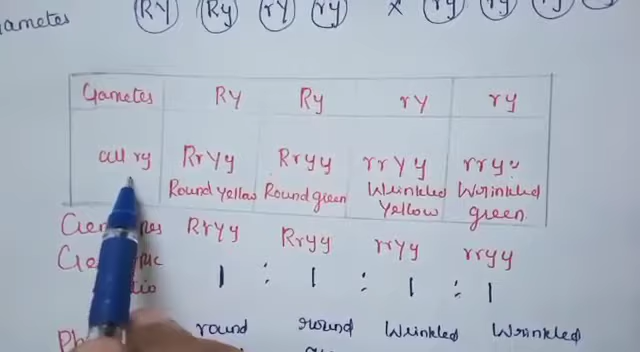 Gametes RY Ry rY ry × ry ry
Gametes RY Ry rY ry
all ry RrYy Rryy rrYy rryy
Round yellow Round green Wrinkled yellow Wrinkled green
RrYy Rryy rrYy rryy
1 : 1 : 1 : 1
round round Wrinkled Wrinkled